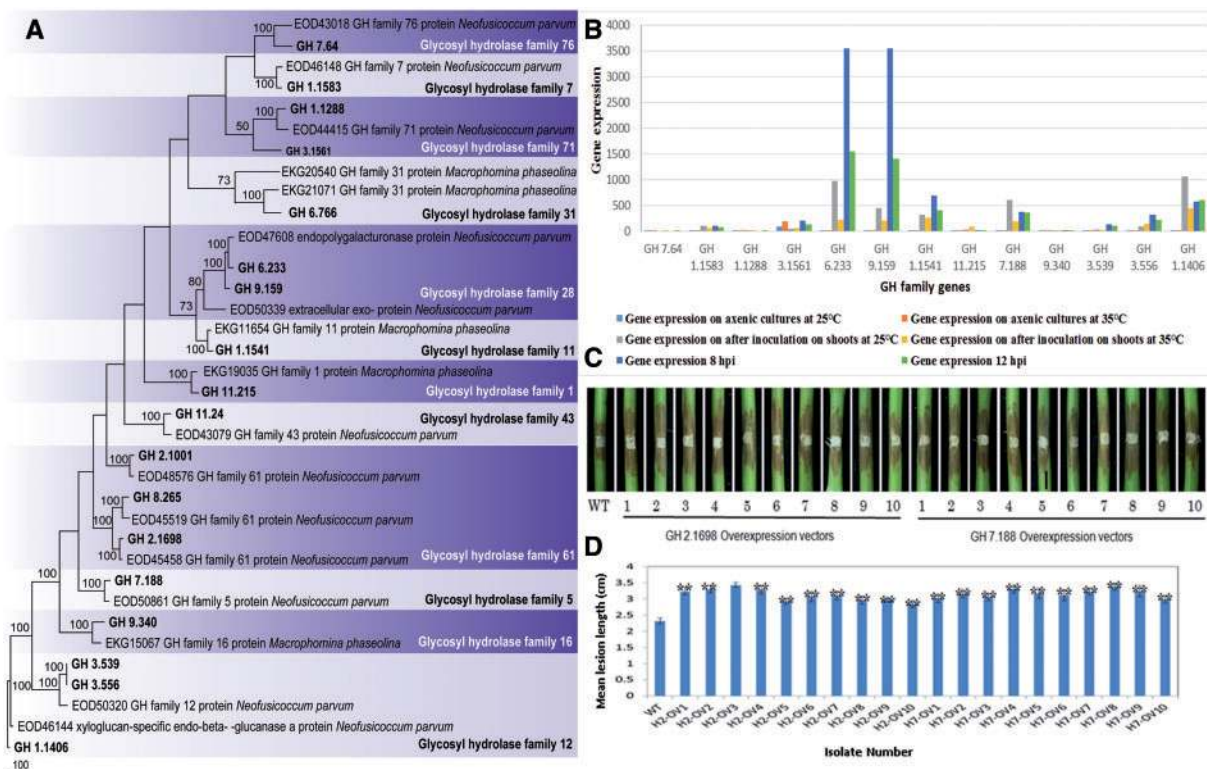 A
100
EOD43018 GH family 76 protein Neofusicoccum parvum
GH 7.64
Glycosyl hydrolase family 76
EOD46148 GH family 7 protein Neofusicoccum parvum
100
GH 1.1583
Glycosyl hydrolase family 7
100
GH 1.1288
50
EOD44415 GH family 71 protein Neofusicoccum parvum
GH 3.1561
Glycosyl hydrolase family 71
73
EKG20540 GH family 31 protein Macrophomina phaseolina
100
EKG21071 GH family 31 protein Macrophomina phaseolina
GH 6.766
Glycosyl hydrolase family 31
EOD47608 endopolygalacturonase protein Neofusicoccum parvum
100
GH 6.233
80
GH 9.159
Glycosyl hydrolase family 28
73
EOD50339 extracellular exo- protein Neofusicoccum parvum
EKG11654 GH family 11 protein Macrophomina phaseolina
100
GH 1.1541
Glycosyl hydrolase family 11
EKG19035 GH family 1 protein Macrophomina phaseolina
100
GH 11.215
Glycosyl hydrolase family 1
100
GH 11.24
Glycosyl hydrolase family 43
EOD43079 GH family 43 protein Neofusicoccum parvum
100
GH 2.1001
EOD48576 GH family 61 protein Neofusicoccum parvum
GH 8.265
100
EOD45519 GH family 61 protein Neofusicoccum parvum
100
GH 2.1698
100
EOD45458 GH family 61 protein Neofusicoccum parvum
Glycosyl hydrolase family 61
100
100
GH 7.188
EOD50861 GH family 5 protein Neofusicoccum parvum
Glycosyl hydrolase family 5
100
100
GH 9.340
EKG15067 GH family 16 protein Macrophomina phaseolina
Glycosyl hydrolase family 16
100
GH 3.539
100
GH 3.556
100
100
EOD50320 GH family 12 protein Neofusicoccum parvum
EOD46144 xyloglucan-specific endo-beta- -glucanase a protein Neofusicoccum parvum
GH 1.1406
Glycosyl hydrolase family 12
100
B
Gene expression
4000
3500
3000
2500
2000
1500
1000
500
0
GH 7.64 GH 1.1583 GH 1.1288 GH 3.1561 GH 6.233 GH 9.159 GH 1.1541 GH 11.215 GH 7.188 GH 9.340 GH 3.539 GH 3.556 GH 1.1406
GH family genes
Gene expression on axenic cultures at 25°C
Gene expression on axenic cultures at 35°C
Gene expression on after inoculation on shoots at 25°C
Gene expression on after inoculation on shoots at 35°C
Gene expression 8 hpi
Gene expression 12 hpi
C
WT 1 2 3 4 5 6 7 8 9 10 1 2 3 4 5 6 7 8 9 10
GH 2.1698 Overexpression vectors
GH 7.188 Overexpression vectors
D
Mean lesion length (cm)
4
3.5
3
2.5
2
1.5
1
0.5
0
** ** ** ** ** ** ** ** ** ** ** ** ** ** ** ** ** ** **
WT H2-OV1 H2-OV2 H2-OV3 H2-OV4 H2-OV5 H2-OV6 H2-OV7 H2-OV8 H2-OV9 H2-OV10 H7-OV1 H7-OV2 H7-OV3 H7-OV4 H7-OV5 H7-OV6 H7-OV7 H7-OV8 H7-OV9 H7-OV10
Isolate Number